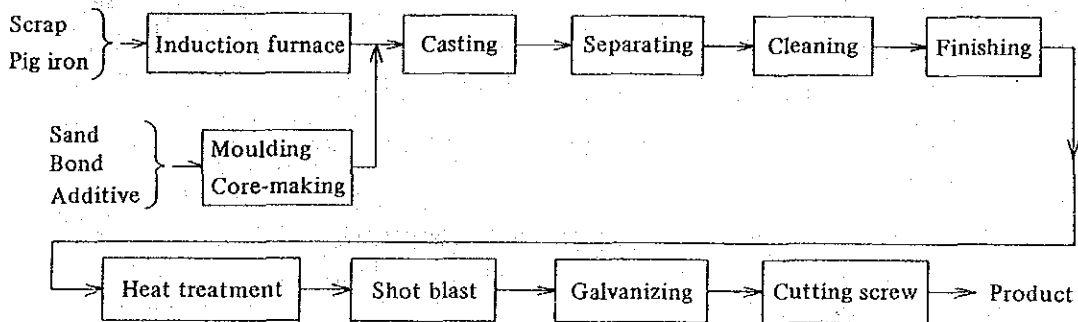 Scrap
Pig iron
Induction furnace
Casting
Separating
Cleaning
Finishing
Sand
Bond
Additive
Moulding
Core-making
Heat treatment
Shot blast
Galvanizing
Cutting screw
Product